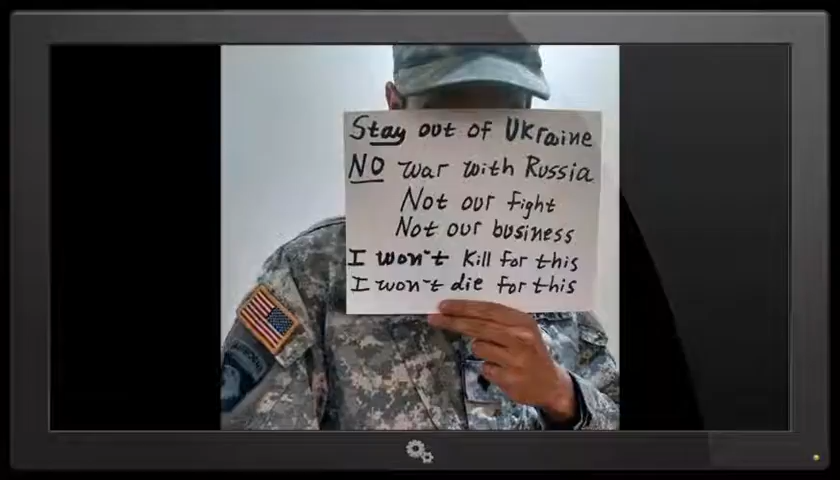 Stay out of Ukraine
NO war with Russia
Not our fight
Not our business
I won't kill for this
I won't die for this